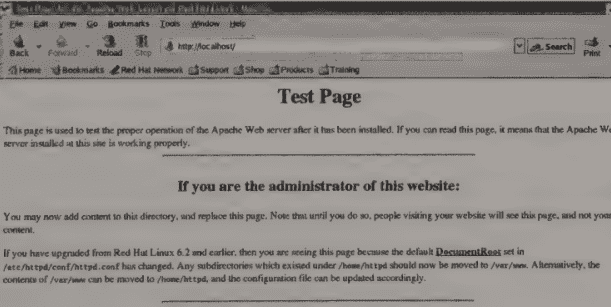 File Edit View Go Bookmarks Tools Window Help
Back Forward Reload Stop http://localhost/ Search Print
Home Bookmarks Red Hat Network Support Shop Products Training
Test Page
This page is used to test the proper operation of the Apache Web server after it has been installed. If you can read this page, it means that the Apache We
server installed at this site is working properly.
If you are the administrator of this website:
You may now add content to this directory, and replace this page. Note that until you do so, people visiting your website will see this page, and not your
content.
If you have upgraded from Red Hat Linux 6.2 and earlier, then you are seeing this page because the default DocumentRoot set in
/etc/httpd/conf/httpd.conf has changed. Any subdirectories which existed under /home/httpd should now be moved to /var/www. Alternatively, the
contents of /var/www can be moved to /home/httpd, and the configuration file can be updated accordingly.